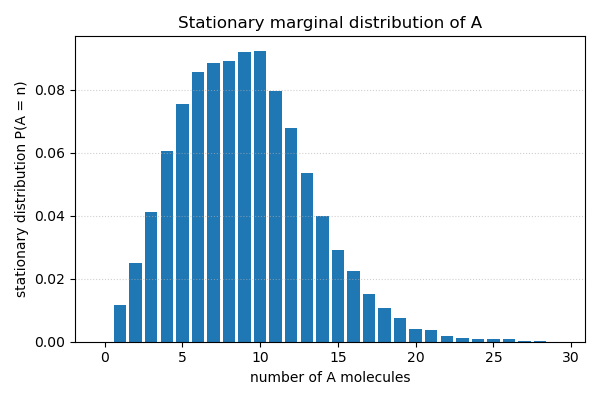 Stationary marginal distribution of A
stationary distribution P(A = n)
0.08
0.06
0.04
0.02
0.00
0 5 10 15 20 25 30
number of A molecules